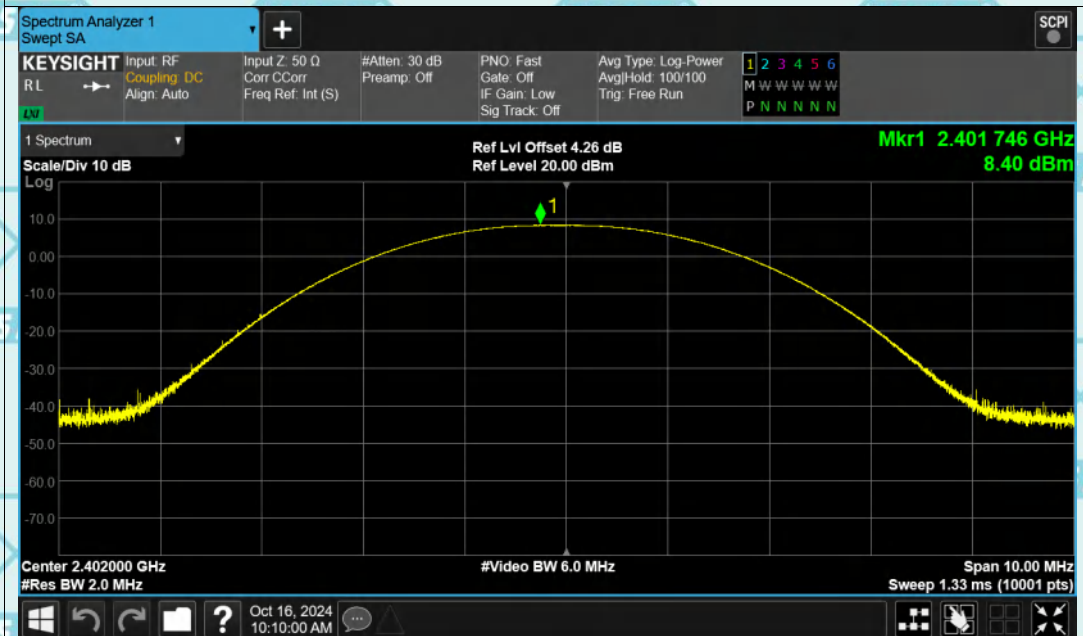 Spectrum Analyzer 1
Swept SA
+
SCPI
KEYSIGHT
RL
LXI
Input: RF
Coupling: DC
Align: Auto
Input Z: 50 Ω
Corr CCorr
Freq Ref: Int (S)
#Atten: 30 dB
Preamp: Off
PNO: Fast
Gate: Off
IF Gain: Low
Sig Track: Off
Avg Type: Log-Power
Avg|Hold: 100/100
Trig: Free Run
1 2 3 4 5 6
M W W W W W
P N N N N N
1 Spectrum
Scale/Div 10 dB
Log
Ref Lvl Offset 4.26 dB
Ref Level 20.00 dBm
Mkr1 2.401 746 GHz
8.40 dBm
1
10.0
0.00
-10.0
-20.0
-30.0
-40.0
-50.0
-60.0
-70.0
Center 2.402000 GHz
#Res BW 2.0 MHz
#Video BW 6.0 MHz
Span 10.00 MHz
Sweep 1.33 ms (10001 pts)
?
Oct 16, 2024
10:10:00 AM